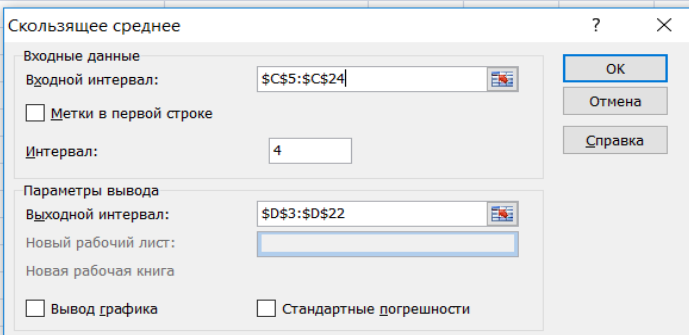 Скользящее среднее ? ×
Входные данные
Входной интервал: $C$5:$C$24
Метки в первой строке
Интервал: 4
Параметры вывода
Выходной интервал: $D$3:$D$22
Новый рабочий лист:
Новая рабочая книга
Вывод графика Стандартные погрешности
OK
Отмена
Справка